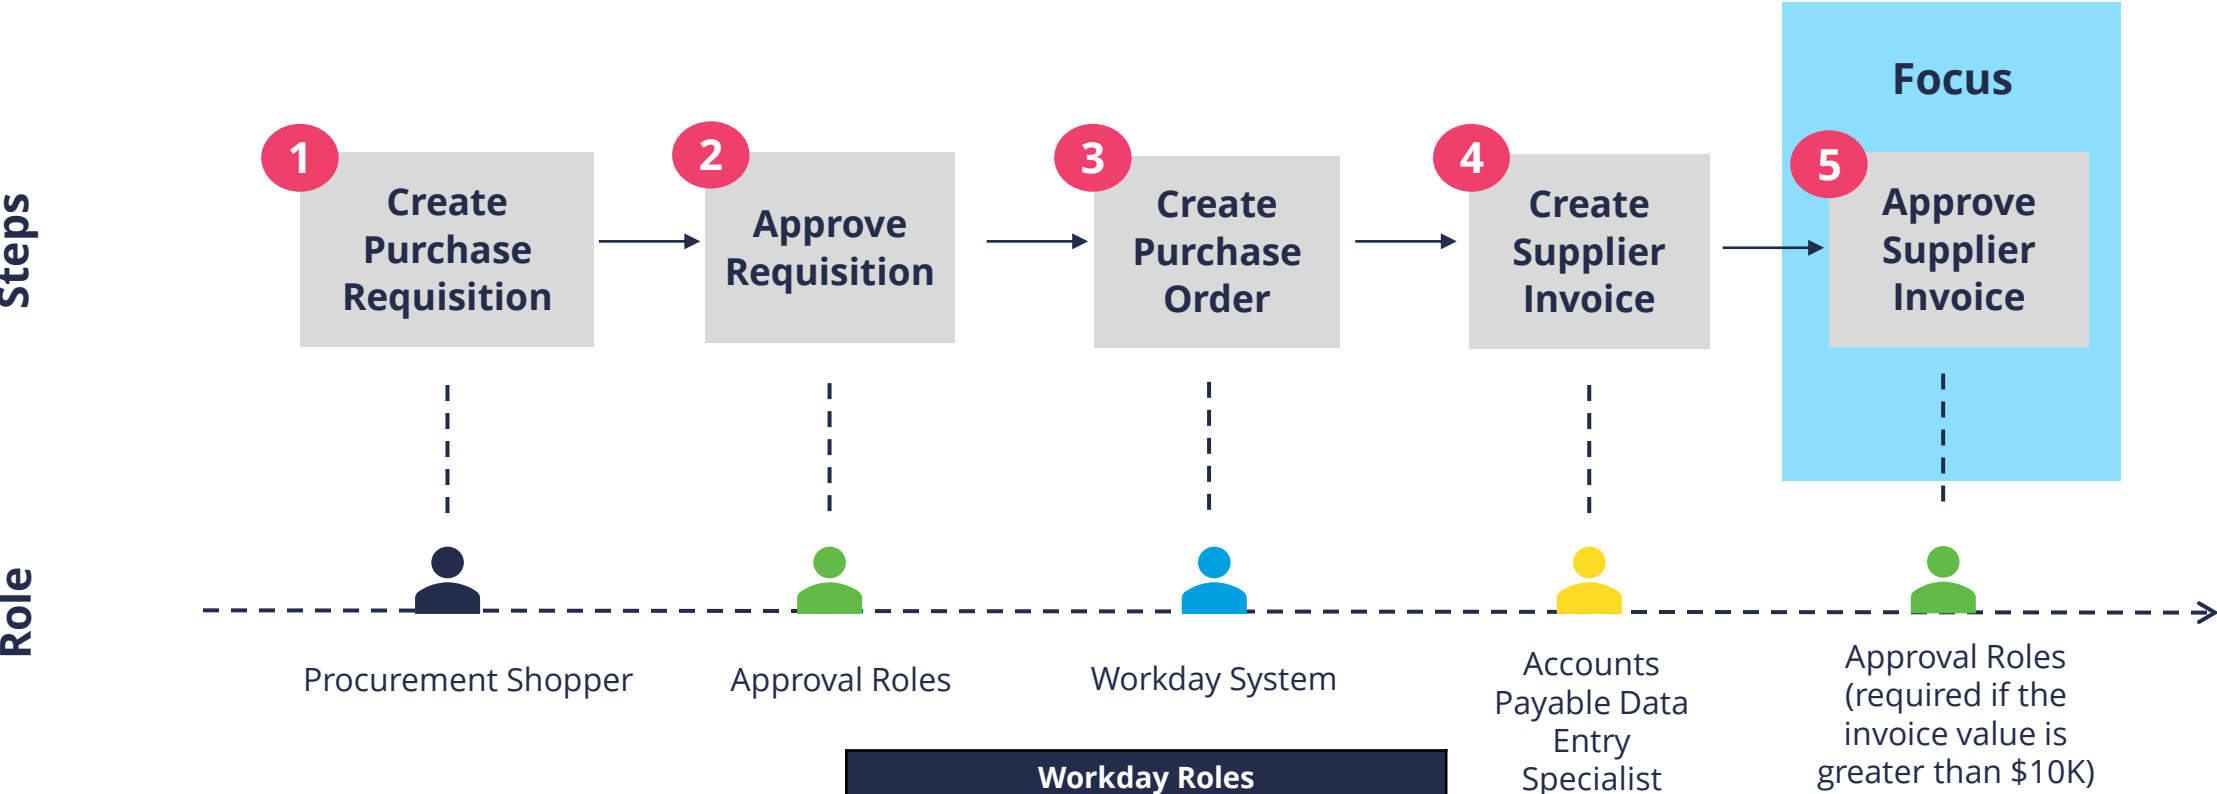 Focus
Steps
1
Create
Purchase
Requisition
2
Approve
Requisition
3
Create
Purchase
Order
4
Create
Supplier
Invoice
5
Approve
Supplier
Invoice
Role
Procurement Shopper
Approval Roles
Workday System
Accounts
Payable Data
Entry
Specialist
Approval Roles
(required if the
invoice value is
greater than $10K)
Workday Roles